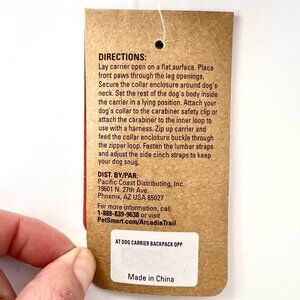 DIRECTIONS:
Lay carrier open on a flat surface. Place
front paws through the leg openings,
Secure the collar enclosure around dog's
neck. Set the rest of the dog's body inside
the carrier in a lying position. Attach your
dog's collar to the carabiner safety clip or
attach the carabiner to the inner loop to
use with a harness. Zip up carrier and
feed the collar enclosure buckle through
the zipper loop. Fasten the lumbar straps
and adjust the side cinch straps to keep
your dog snug.
DIST. BY/PAR:
Pacific Coast Distributing, Inc.
19601 N. 27th Ave.
Phoenix, AZ USA 85027
For more information, call
1-888-839-9638 or visit
PetSmart.com/ArcadiaTrail
AT DOG CARRIER BACKPACK OPP
Made in China